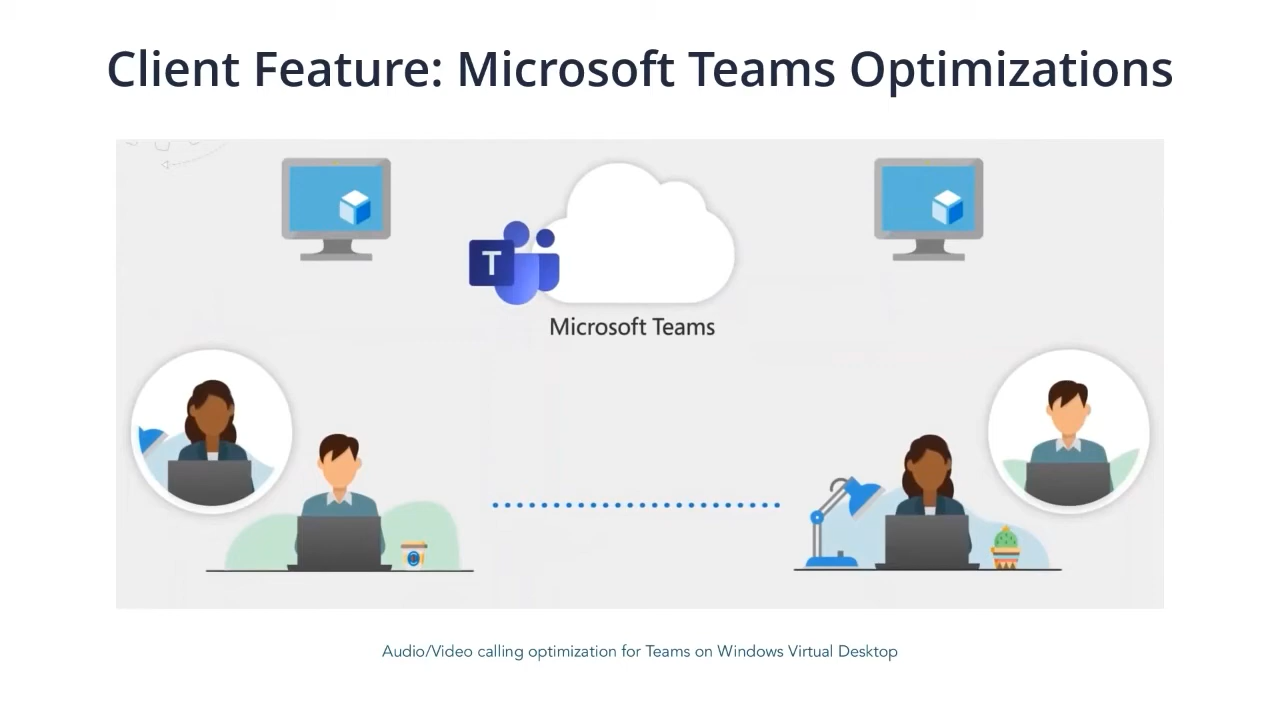 Client Feature: Microsoft Teams Optimizations
T
Microsoft Teams
Audio/Video calling optimization for Teams on Windows Virtual Desktop